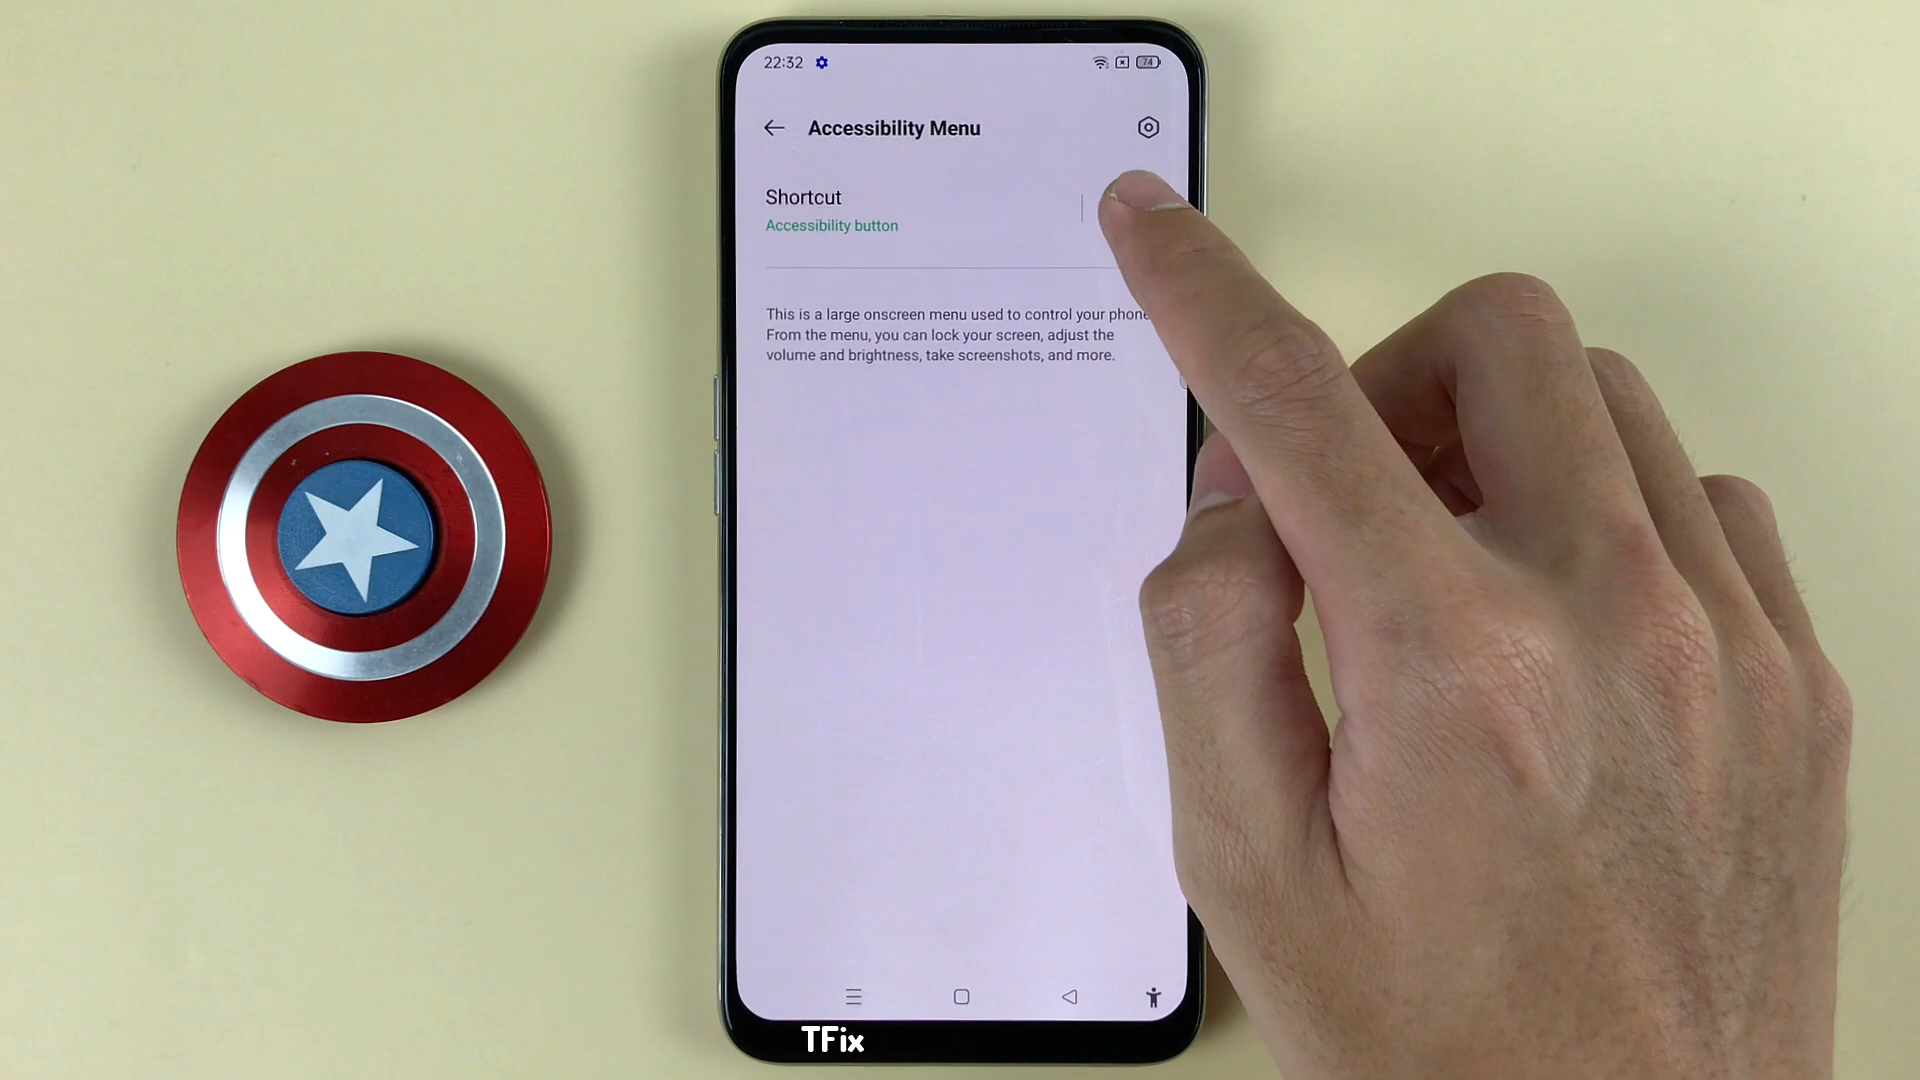 22:32
74
Accessibility Menu
Shortcut
Accessibility button
This is a large onscreen menu used to control your phone
From the menu, you can lock your screen, adjust the
volume and brightness, take screenshots, and more.
TFix